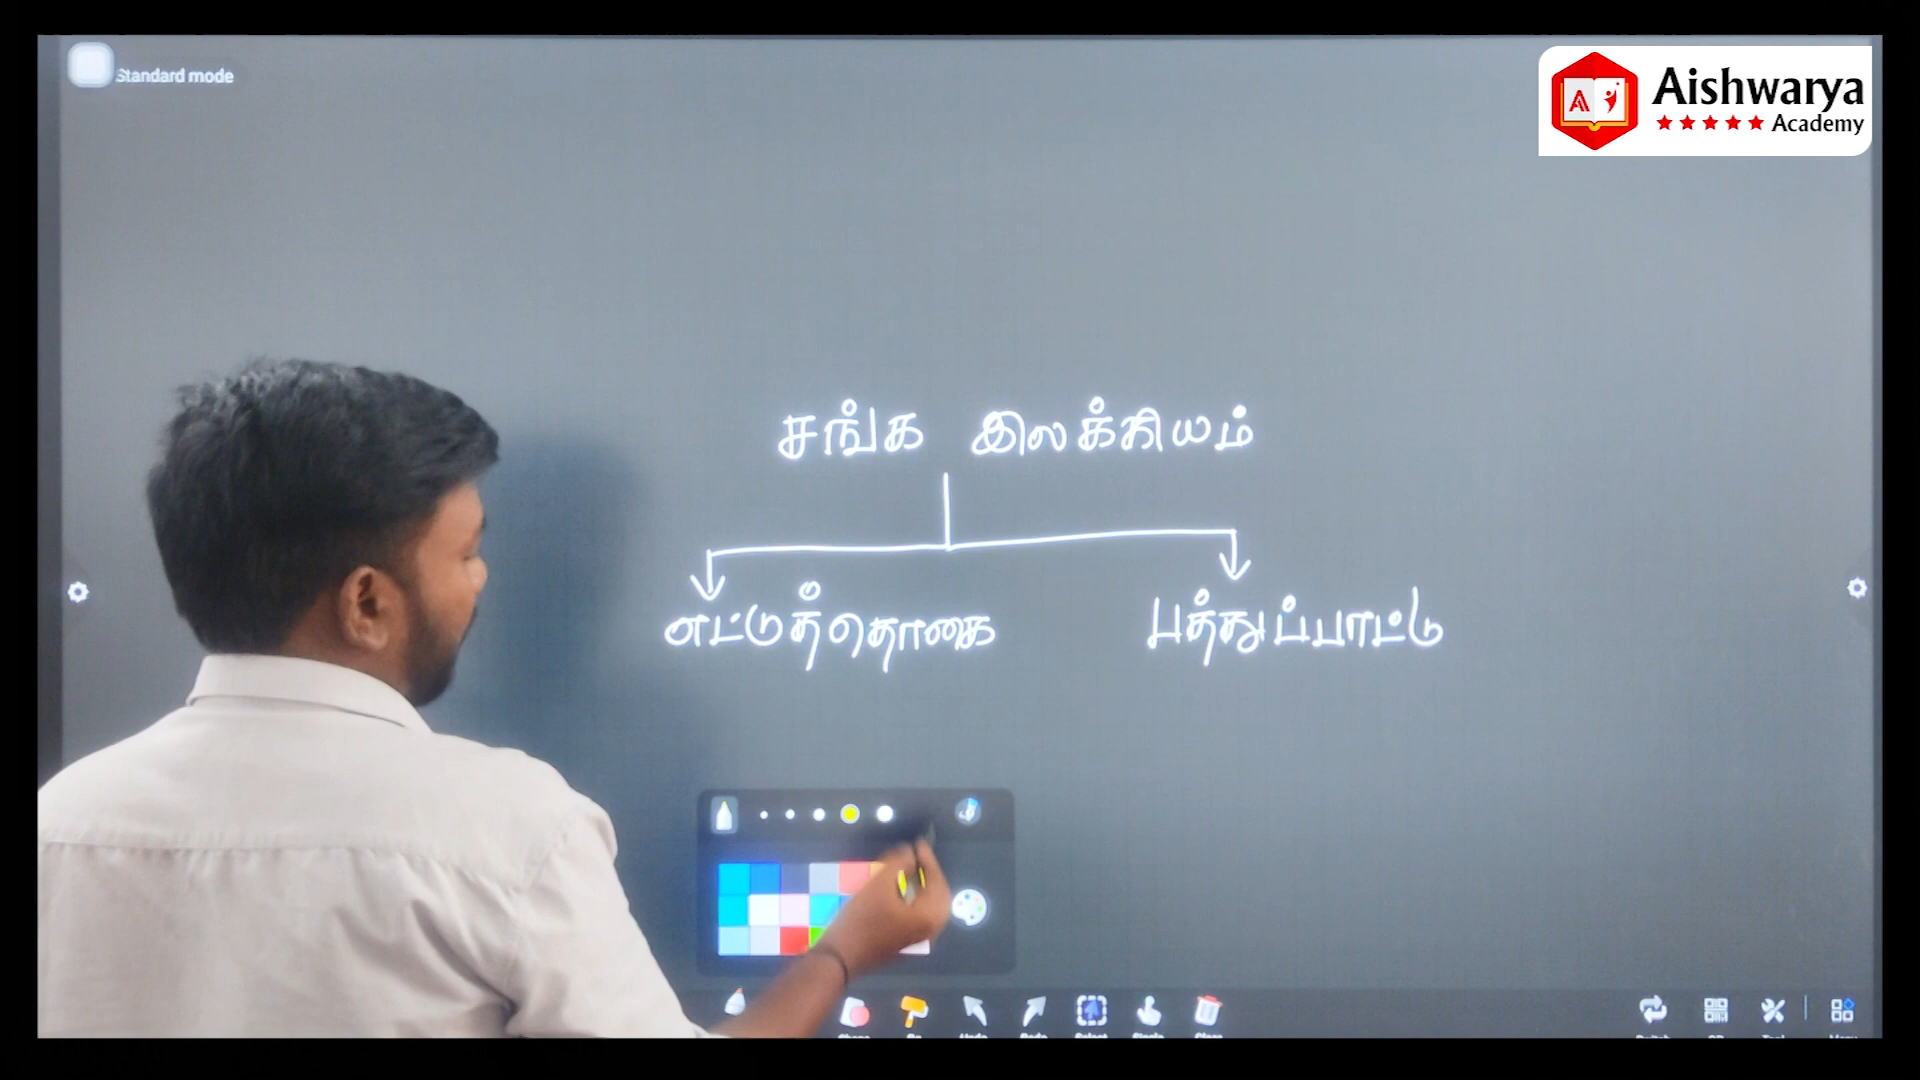 Standard mode
Aishwarya
Academy
சங்க இலக்கியம்
எட்டுத்தொகை பத்துப்பாட்டு